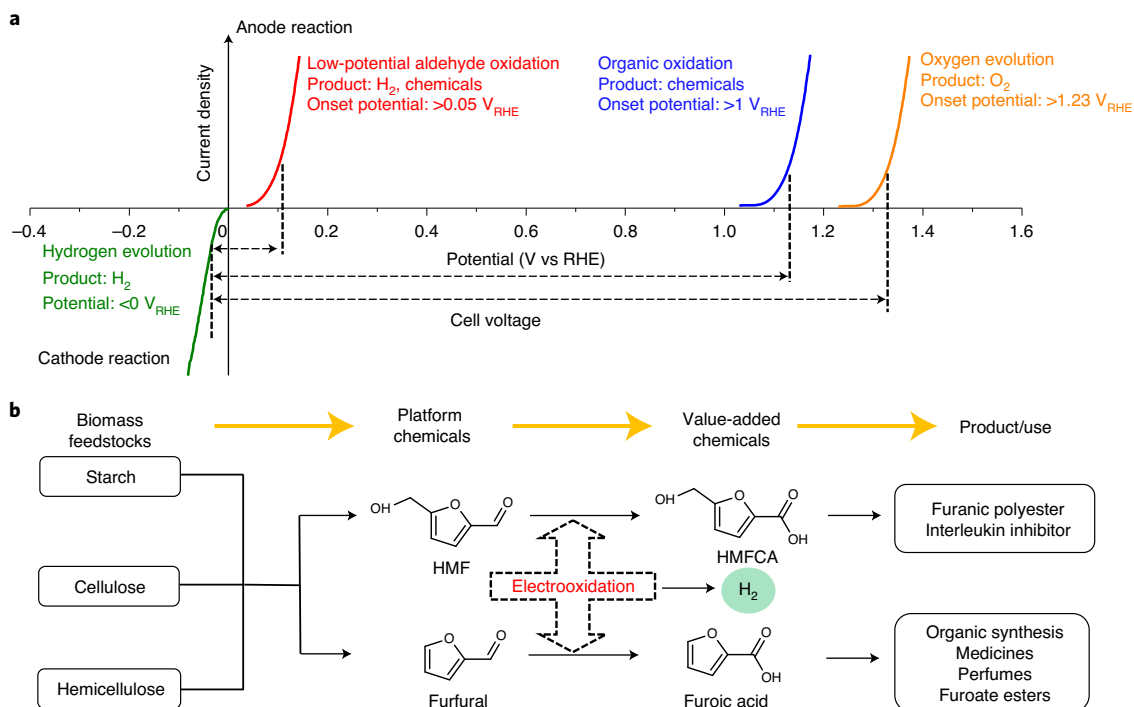 a
Anode reaction
Current density
Low-potential aldehyde oxidation
Product: H₂, chemicals
Onset potential: >0.05 V_RHE
Organic oxidation
Product: chemicals
Onset potential: >1 V_RHE
Oxygen evolution
Product: O₂
Onset potential: >1.23 V_RHE
−0.4 −0.2 0 0.2 0.4 0.6 0.8 1.0 1.2 1.4 1.6
Potential (V vs RHE)
Hydrogen evolution
Product: H₂
Potential: <0 V_RHE
Cell voltage
Cathode reaction
b
Biomass
feedstocks
Platform
chemicals
Value-added
chemicals
Product/use
Starch
Cellulose
Hemicellulose
OH
O
O
HMF
OH
O
O
OH
HMFCA
Furanic polyester
Interleukin inhibitor
Electrooxidation
H₂
O
O
Furfural
O
O
OH
Furoic acid
Organic synthesis
Medicines
Perfumes
Furoate esters